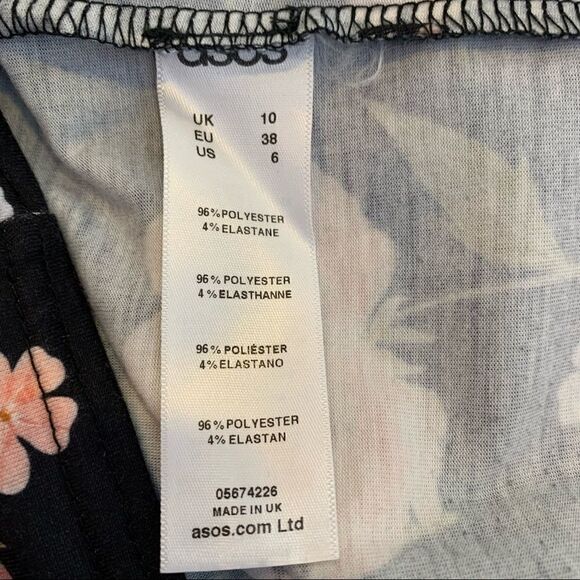 asos
UK 10
EU 38
US 6
96% POLYESTER
4% ELASTANE
96% POLYESTER
4% ELASTHANNE
96% POLIÉSTER
4% ELASTANO
96% POLYESTER
4% ELASTAN
05674226
MADE IN UK
asos.com Ltd